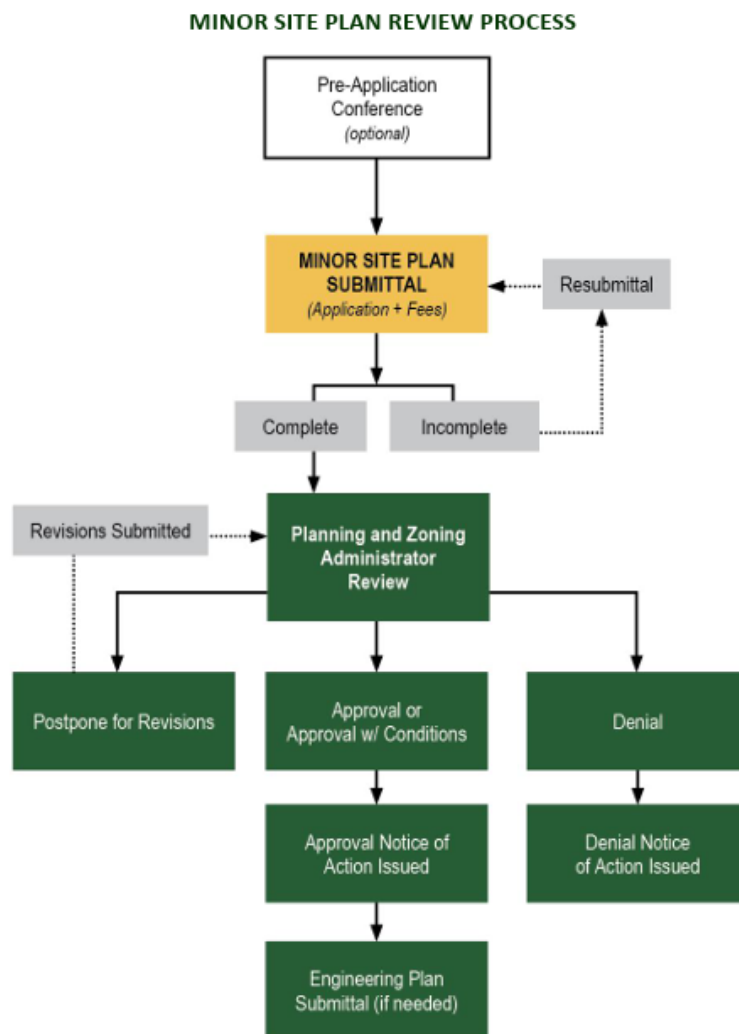 MINOR SITE PLAN REVIEW PROCESS
Pre-Application
Conference
(optional)
MINOR SITE PLAN
SUBMITTAL
(Application + Fees)
Resubmittal
Complete
Incomplete
Revisions Submitted
Planning and Zoning
Administrator
Review
Postpone for Revisions
Approval or
Approval w/ Conditions
Denial
Approval Notice of
Action Issued
Denial Notice
of Action Issued
Engineering Plan
Submittal (if needed)